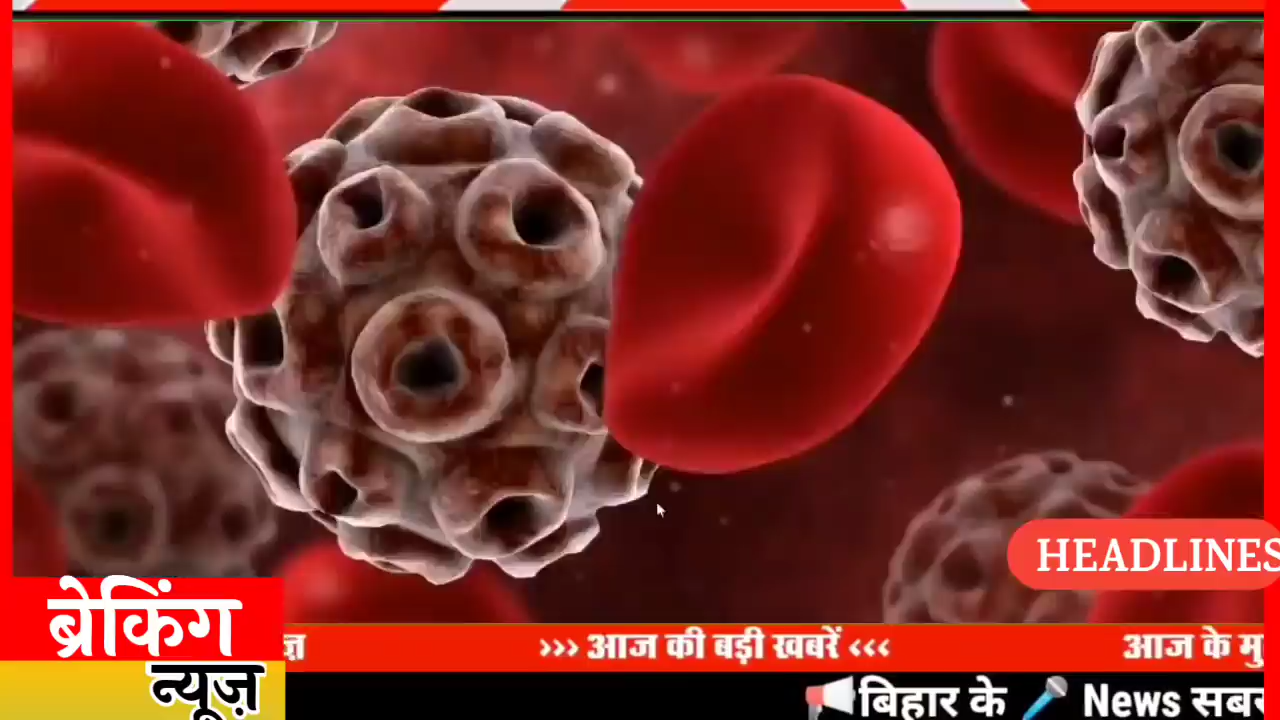 HEADLINES
ब्रेकिंग
न्यूज़
>>> आज की बड़ी खबरें <<<
आज के
बिहार के News